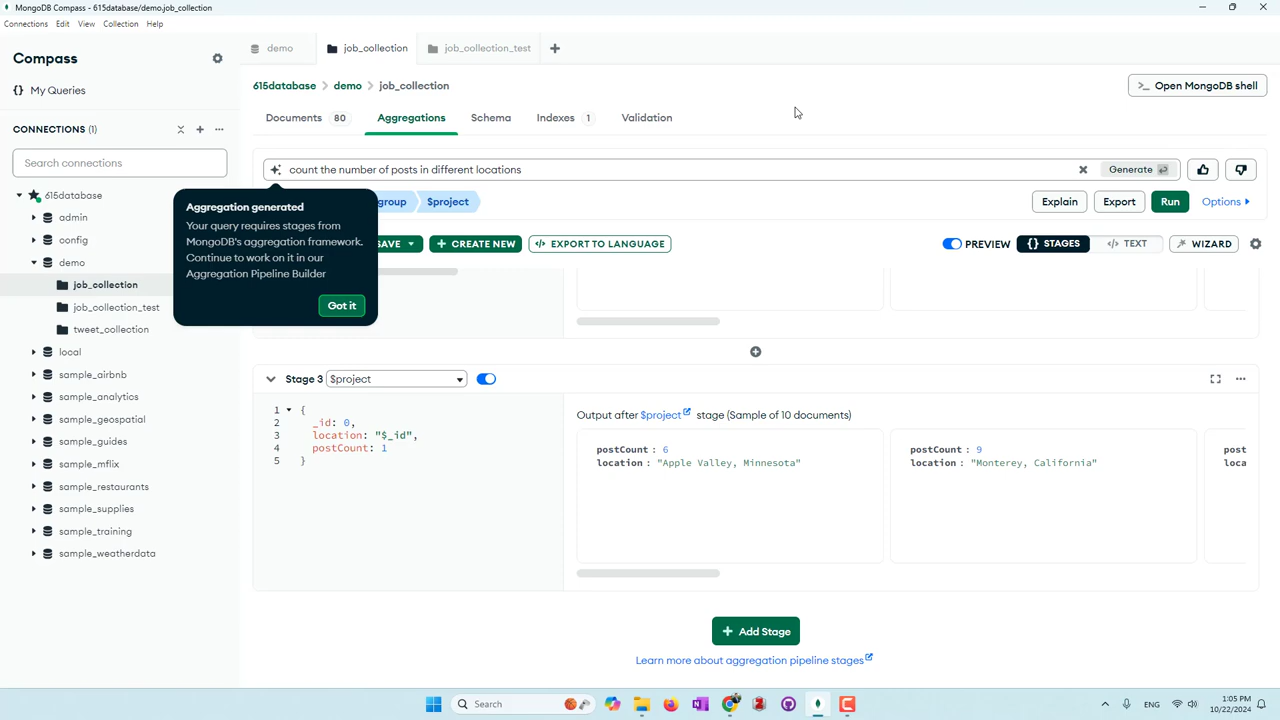 MongoDB Compass - 615database/demo.job_collection
Connections Edit View Collection Help
Compass
My Queries
CONNECTIONS (1)
Search connections
615database
admin
config
demo
job_collection
job_collection_test
tweet_collection
local
sample_airbnb
sample_analytics
sample_geospatial
sample_guides
sample_mflix
sample_restaurants
sample_supplies
sample_training
sample_weatherdata
demo job_collection job_collection_test
615database demo job_collection
Open MongoDB shell
Documents 80 Aggregations Schema Indexes 1 Validation
count the number of posts in different locations
Generate
Aggregation generated
Your query requires stages from
MongoDB's aggregation framework.
Continue to work on it in our
Aggregation Pipeline Builder
Got it
group $project
Explain Export Run Options
SAVE CREATE NEW EXPORT TO LANGUAGE
PREVIEW {} STAGES </> TEXT WIZARD
Stage 3 $project
1 {
2 _id: 0,
3 location: "$_id",
4 postCount: 1
5 }
Output after $project stage (Sample of 10 documents)
postCount : 6
location : "Apple Valley, Minnesota"
postCount : 9
location : "Monterey, California"
post
loca
Add Stage
Learn more about aggregation pipeline stages
Search
ENG
1:05 PM
10/22/2024